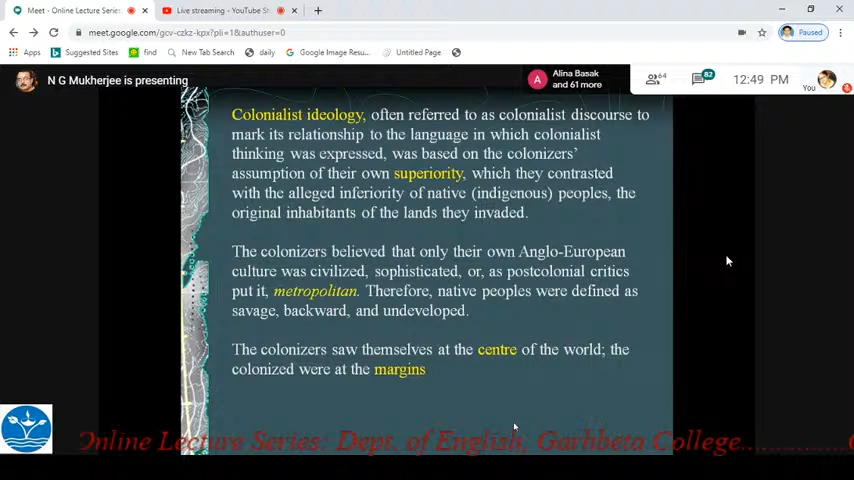 Meet - Online Lecture Series:
Live streaming - YouTube S
meet.google.com/gcv-czkz-kpx?pli=1&authuser=0
Paused
Apps
Suggested Sites
find
New Tab Search
daily
Google Image Resu...
Untitled Page
N G Mukherjee is presenting
A
Alina Basak
and 61 more
64
82
12:49 PM
You
Colonialist ideology, often referred to as colonialist discourse to
mark its relationship to the language in which colonialist
thinking was expressed, was based on the colonizers'
assumption of their own superiority, which they contrasted
with the alleged inferiority of native (indigenous) peoples, the
original inhabitants of the lands they invaded.
The colonizers believed that only their own Anglo-European
culture was civilized, sophisticated, or, as postcolonial critics
put it, metropolitan. Therefore, native peoples were defined as
savage, backward, and undeveloped.
The colonizers saw themselves at the centre of the world; the
colonized were at the margins
Online Lecture Series: Dept. of English, Garhbeta College............